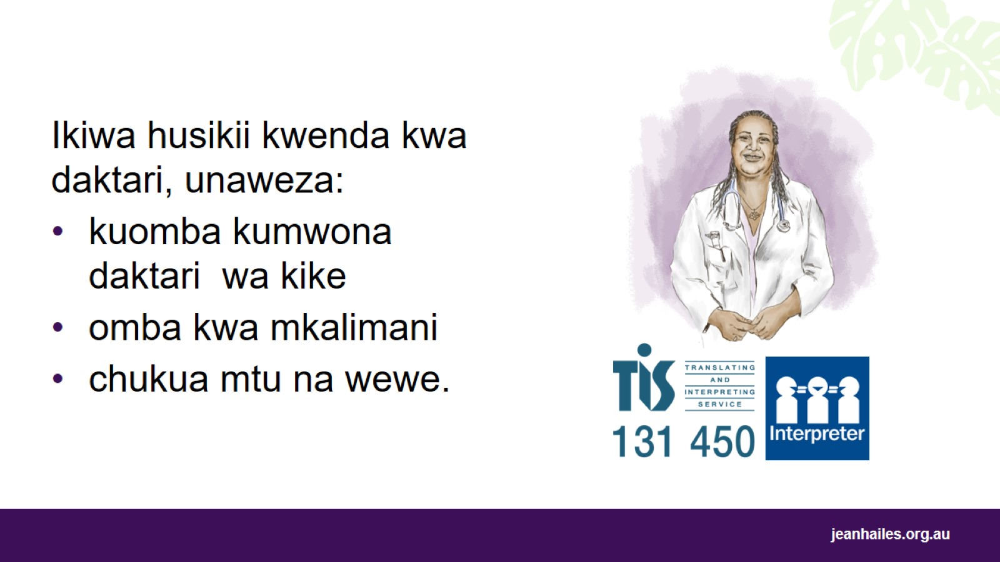 Ikiwa husikii kwenda kwa
daktari, unaweza:
• kuomba kumwona
daktari  wa kike
• omba kwa mkalimani
• chukua mtu na wewe.
TIS
TRANSLATING
AND
INTERPRETING
SERVICE
131 450
Interpreter
jeanhailes.org.au